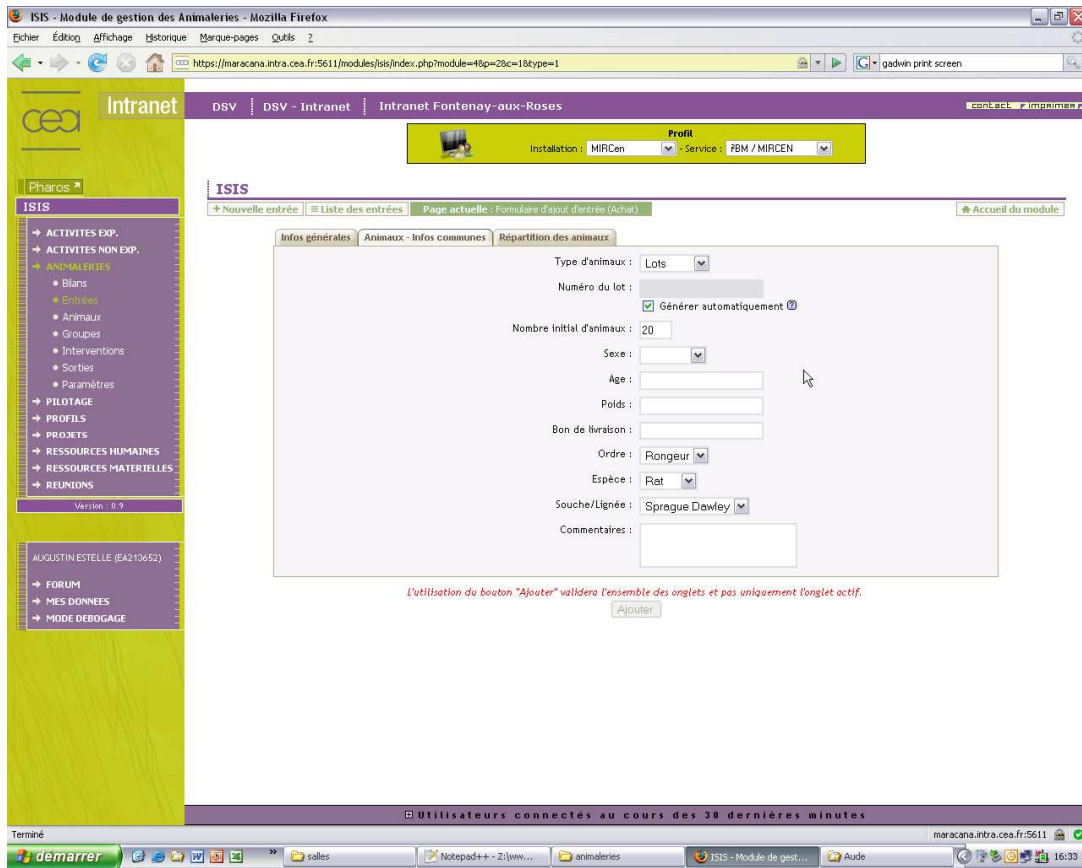 ISIS - Module de gestion des Animaleries - Mozilla Firefox
Fichier Édition Affichage Historique Marque-pages Outils ?
https://maracana.intra.cea.fr:5611/modules/isis/index.php?module=4&p=2&c=1&type=1
gadwin print screen
cea
Intranet
DSV DSV - Intranet Intranet Fontenay-aux-Roses
contact imprimer
Profil
Installation : MIRCen - Service : I²BM / MIRCEN
Pharos
ISIS
ISIS
+ Nouvelle entrée Liste des entrées Page actuelle : Formulaire d'ajout d'entrée (Achat) Accueil du module
ACTIVITES EXP.
ACTIVITES NON EXP.
ANIMALERIES
Bilans
Entrées
Animaux
Groupes
Interventions
Sorties
Paramètres
PILOTAGE
PROFILS
PROJETS
RESSOURCES HUMAINES
RESSOURCES MATERIELLES
REUNIONS
Version : 0.9
AUGUSTIN ESTELLE (EA213652)
FORUM
MES DONNEES
MODE DEBOGAGE
Infos générales Animaux - Infos communes Répartition des animaux
Type d'animaux : Lots
Numéro du lot :
Générer automatiquement
Nombre initial d'animaux : 20
Sexe :
Age :
Poids :
Bon de livraison :
Ordre : Rongeur
Espèce : Rat
Souche/Lignée : Sprague Dawley
Commentaires :
L'utilisation du bouton "Ajouter" validera l'ensemble des onglets et pas uniquement l'onglet actif.
Ajouter
Utilisateurs connectés au cours des 30 dernières minutes
Terminé
maracana.intra.cea.fr:5611
démarrer » salles Notepad++ - Z:\www... animaleries ISIS - Module de gest... Aude 16:33